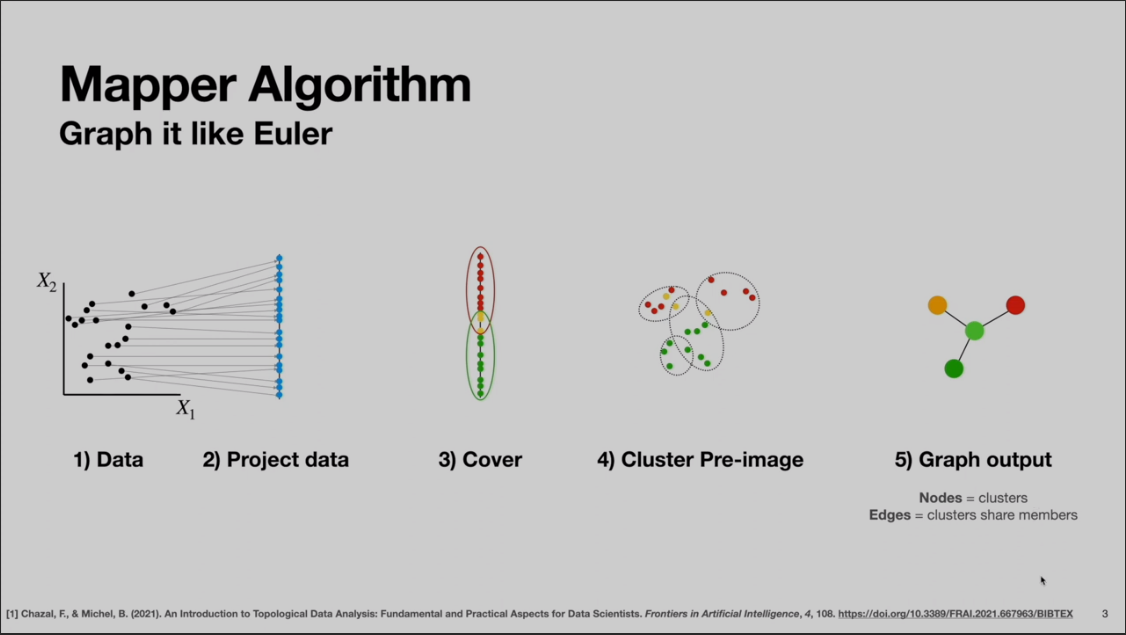 Mapper Algorithm
Graph it like Euler
X2
X1
1) Data
2) Project data
3) Cover
4) Cluster Pre-image
5) Graph output
Nodes = clusters
Edges = clusters share members
[1] Chazal, F., & Michel, B. (2021). An Introduction to Topological Data Analysis: Fundamental and Practical Aspects for Data Scientists. Frontiers in Artificial Intelligence, 4, 108. https://doi.org/10.3389/FRAI.2021.667963/BIBTEX
3